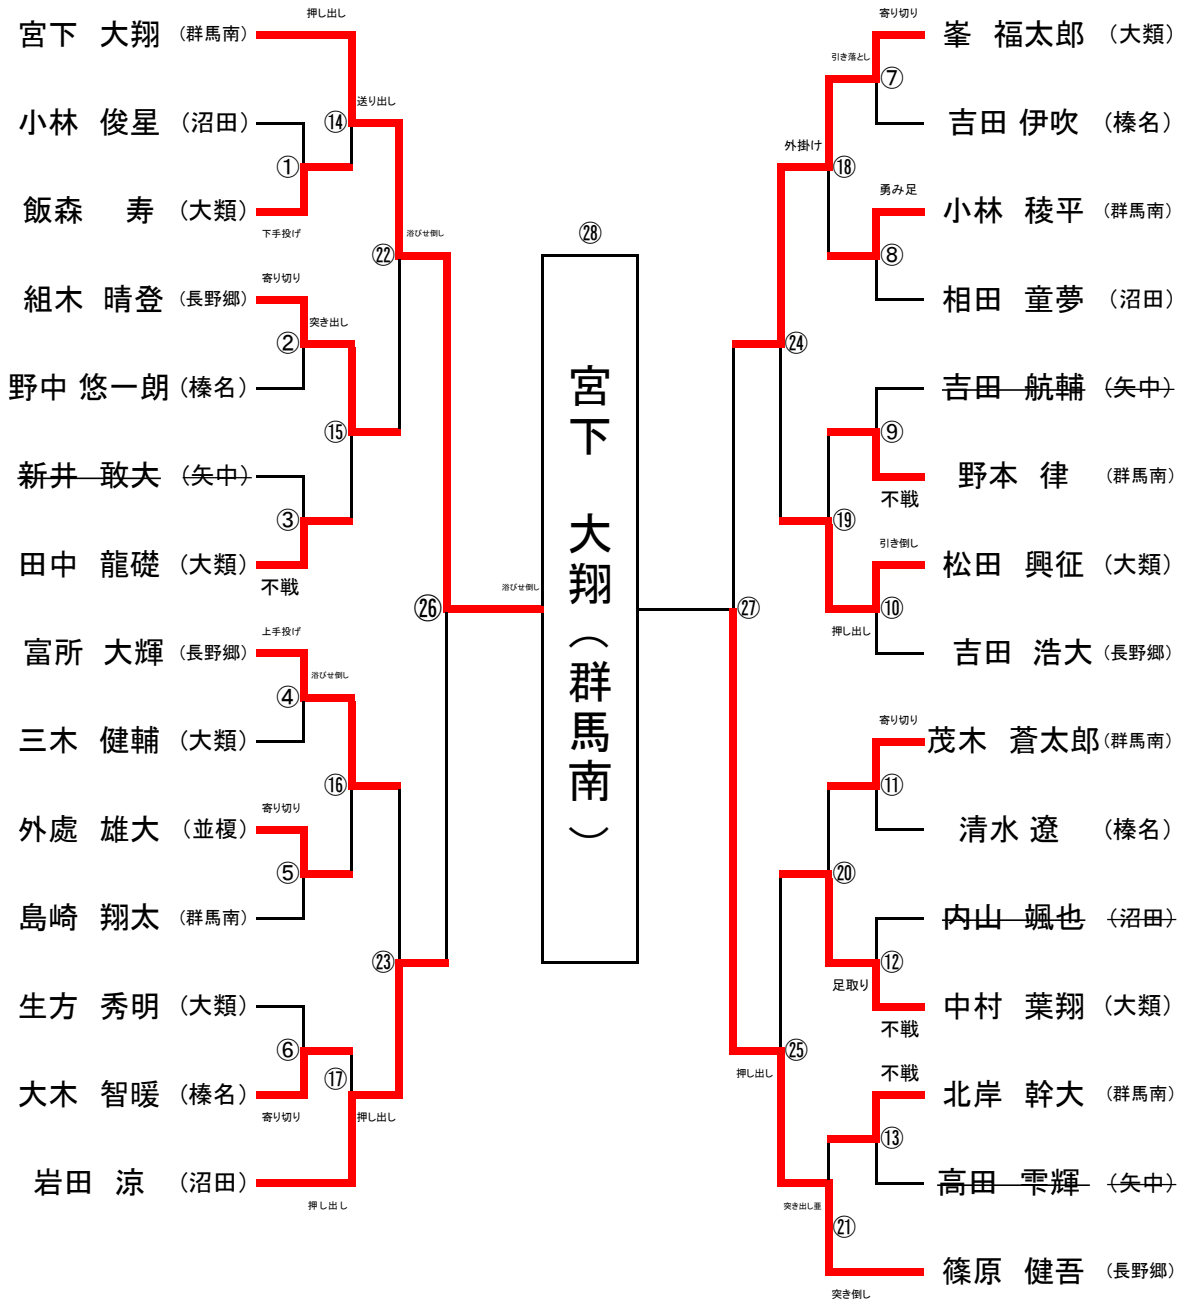 押し出し
宮下 大翔 (群馬南)
送り出し
小林 俊星 (沼田)
⑭
①
飯森 寿 (大類)
下手投げ
浴びせ倒し
㉒
寄り切り
組木 晴登 (長野郷)
突き出し
②
野中 悠一朗 (榛名)
⑮
新井 敢大 (矢中)
③
田中 龍礎 (大類)
不戦
浴びせ倒し
㉖
上手投げ
富所 大輝 (長野郷)
浴びせ倒し
④
三木 健輔 (大類)
⑯
寄り切り
外處 雄大 (並榎)
⑤
島崎 翔太 (群馬南)
㉓
生方 秀明 (大類)
⑥
⑰
大木 智暖 (榛名)
寄り切り
押し出し
岩田 涼 (沼田)
押し出し
㉘
宮下 大翔(群馬南)
寄り切り
峯 福太郎 (大類)
引き落とし
⑦
吉田 伊吹 (榛名)
外掛け
⑱
勇み足
小林 稜平 (群馬南)
⑧
相田 童夢 (沼田)
㉔
吉田 航輔 (矢中)
⑨
野本 律 (群馬南)
不戦
⑲
引き倒し
松田 興征 (大類)
⑩
押し出し
吉田 浩大 (長野郷)
㉗
寄り切り
茂木 蒼太郎 (群馬南)
⑪
清水 遼 (榛名)
⑳
内山 颯也 (沼田)
⑫
足取り
中村 葉翔 (大類)
不戦
㉕
押し出し
不戦
北岸 幹大 (群馬南)
⑬
高田 雫輝 (矢中)
突き出し亜
㉑
篠原 健吾 (長野郷)
突き倒し